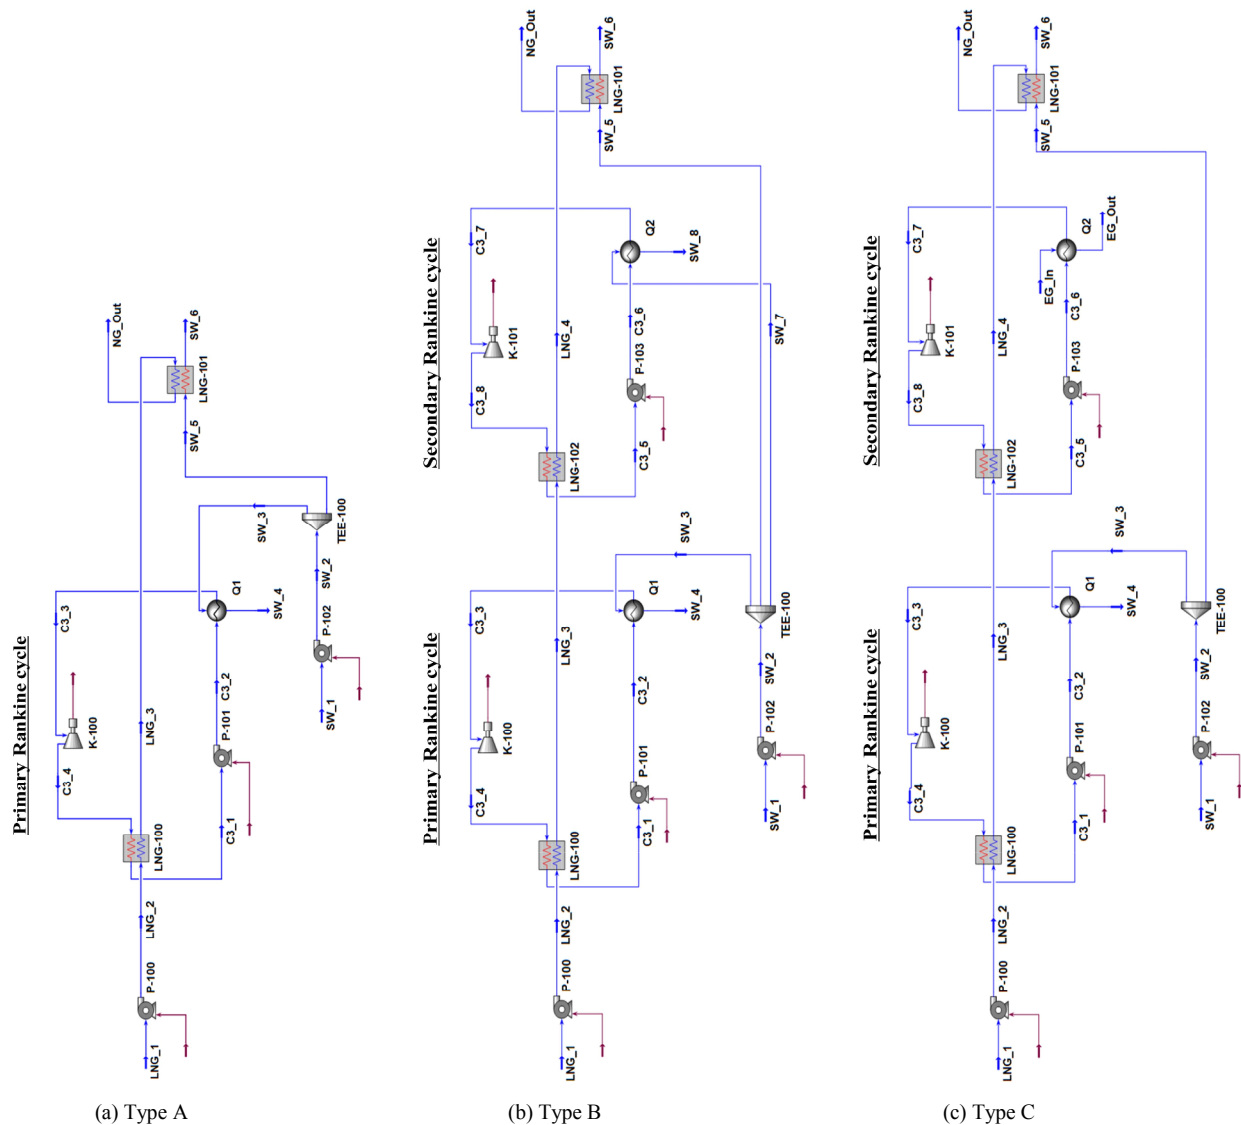 Primary Rankine cycle
LNG_1
P-100
LNG_2
LNG-100
C3_4
K-100
C3_3
LNG_3
C3_1
P-101
C3_2
Q1
SW_4
SW_3
SW_1
P-102
SW_2
TEE-100
SW_5
LNG-101
SW_6
NG_Out
(a) Type A
Primary Rankine cycle
Secondary Rankine cycle
LNG_1
P-100
LNG_2
LNG-100
C3_4
K-100
C3_3
LNG_3
C3_1
P-101
C3_2
Q1
SW_4
SW_3
SW_1
P-102
SW_2
TEE-100
LNG-102
C3_8
K-101
C3_7
LNG_4
C3_5
P-103
C3_6
Q2
SW_8
SW_7
SW_5
LNG-101
SW_6
NG_Out
(b) Type B
Primary Rankine cycle
Secondary Rankine cycle
LNG_1
P-100
LNG_2
LNG-100
C3_4
K-100
C3_3
LNG_3
C3_1
P-101
C3_2
Q1
SW_4
SW_3
SW_1
P-102
SW_2
TEE-100
LNG-102
C3_8
K-101
C3_7
LNG_4
C3_5
P-103
C3_6
EG_In
Q2
EG_Out
SW_5
LNG-101
SW_6
NG_Out
(c) Type C